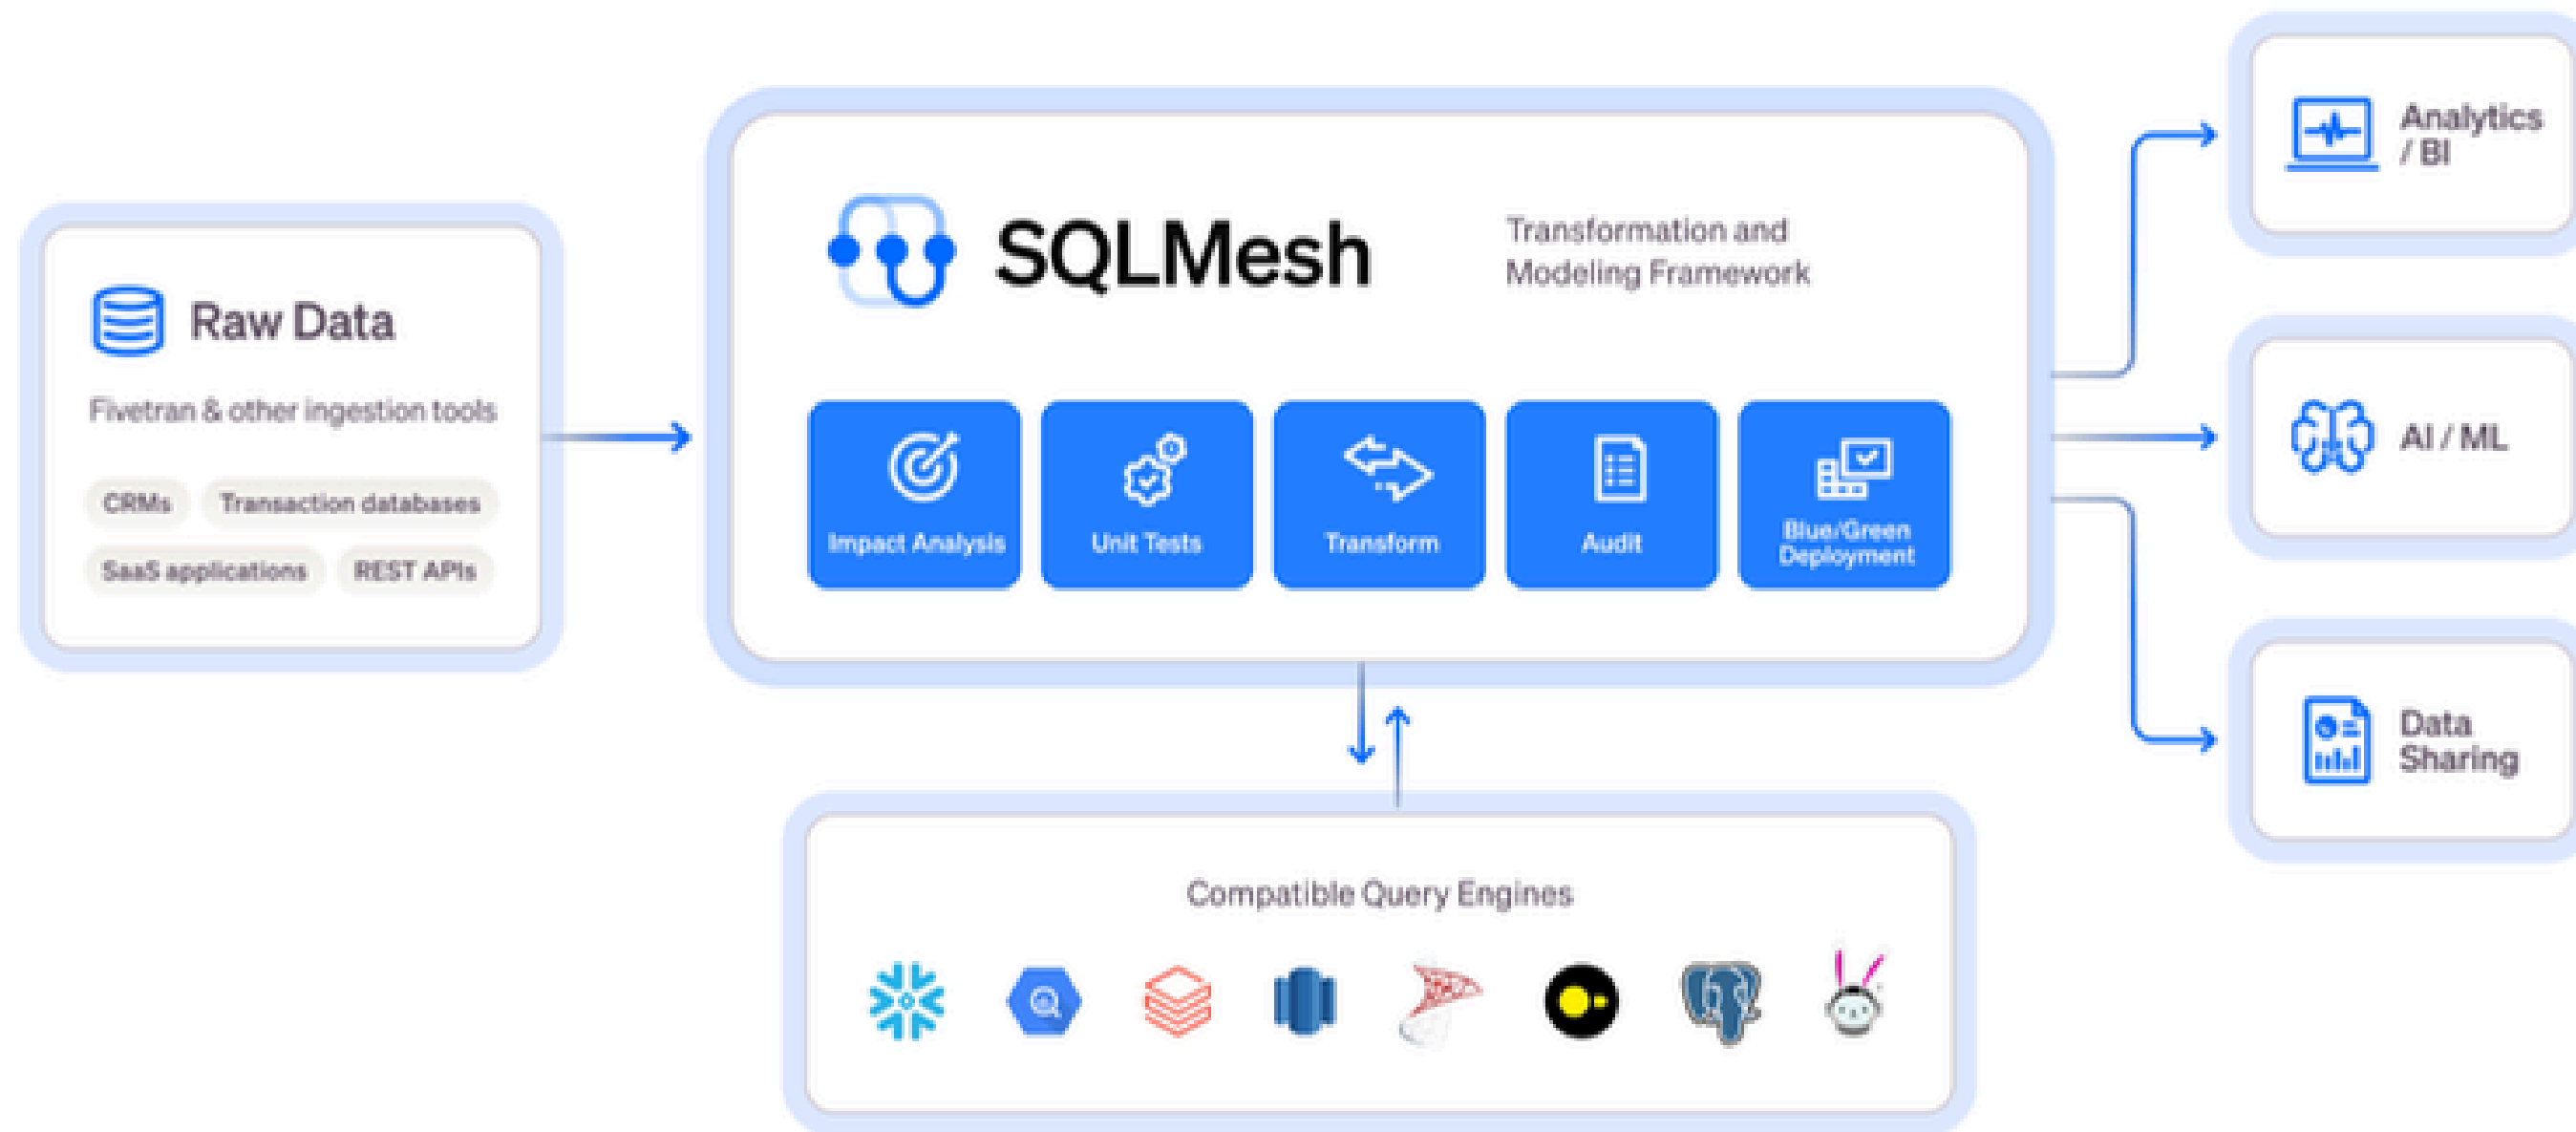 Raw Data
Fivetran & other ingestion tools
CRMs
Transaction databases
SaaS applications
REST APIs
SQLMesh
Transformation and
Modeling Framework
Impact Analysis
Unit Tests
Transform
Audit
Blue/Green
Deployment
Compatible Query Engines
Analytics
/ BI
AI / ML
Data
Sharing